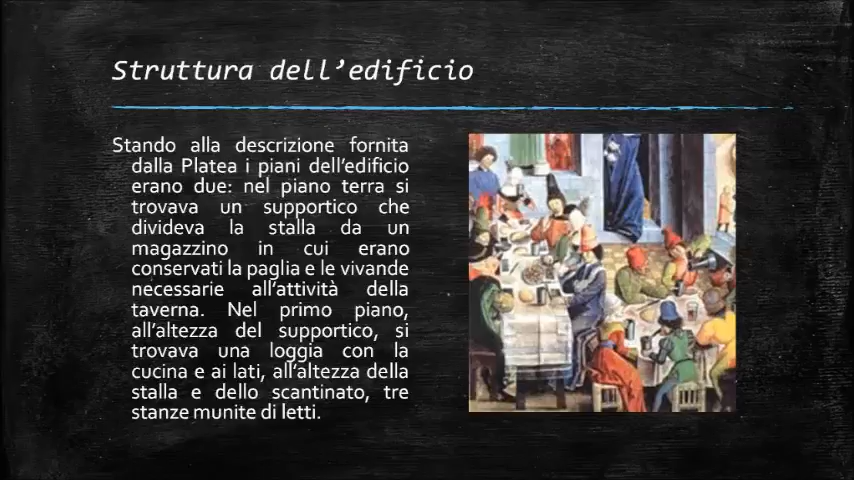 Struttura dell’edificio
Stando alla descrizione fornita
dalla Platea i piani dell’edificio
erano due: nel piano terra si
trovava un supportico che
divideva la stalla da un
magazzino in cui erano
conservati la paglia e le vivande
necessarie all’attività della
taverna. Nel primo piano,
all’altezza del supportico, si
trovava una loggia con la
cucina e ai lati, all’altezza della
stalla e dello scantinato, tre
stanze munite di letti.